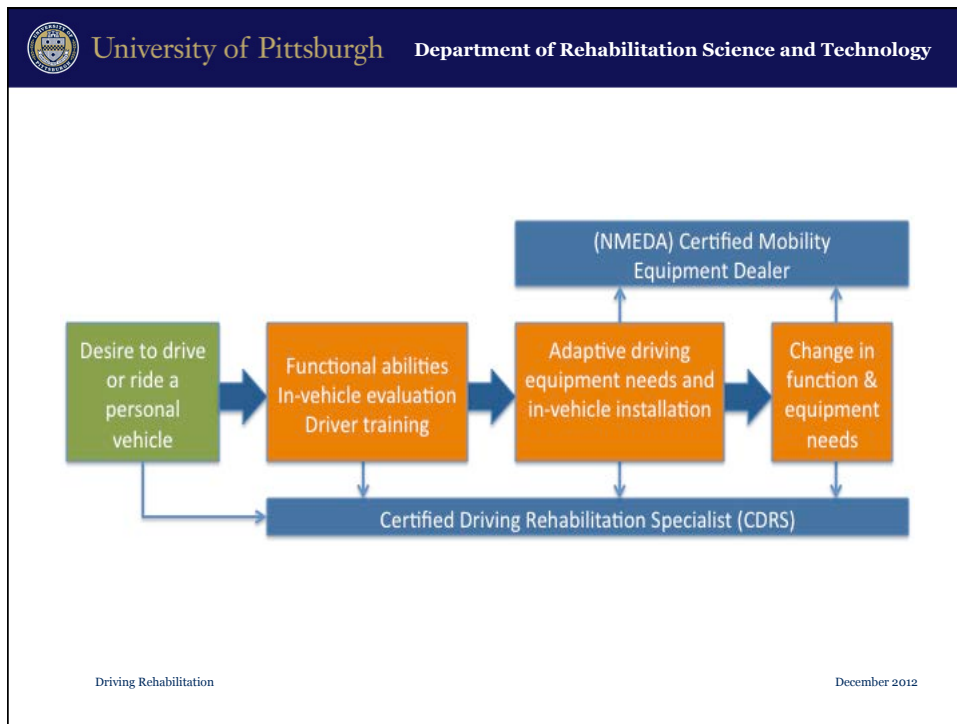 University of Pittsburgh
Department of Rehabilitation Science and Technology
(NMEDA) Certified Mobility
Equipment Dealer
Desire to drive
or ride a
personal
vehicle
Functional abilities
In-vehicle evaluation
Driver training
Adaptive driving
equipment needs and
in-vehicle installation
Change in
function &
equipment
needs
Certified Driving Rehabilitation Specialist (CDRS)
Driving Rehabilitation
December 2012